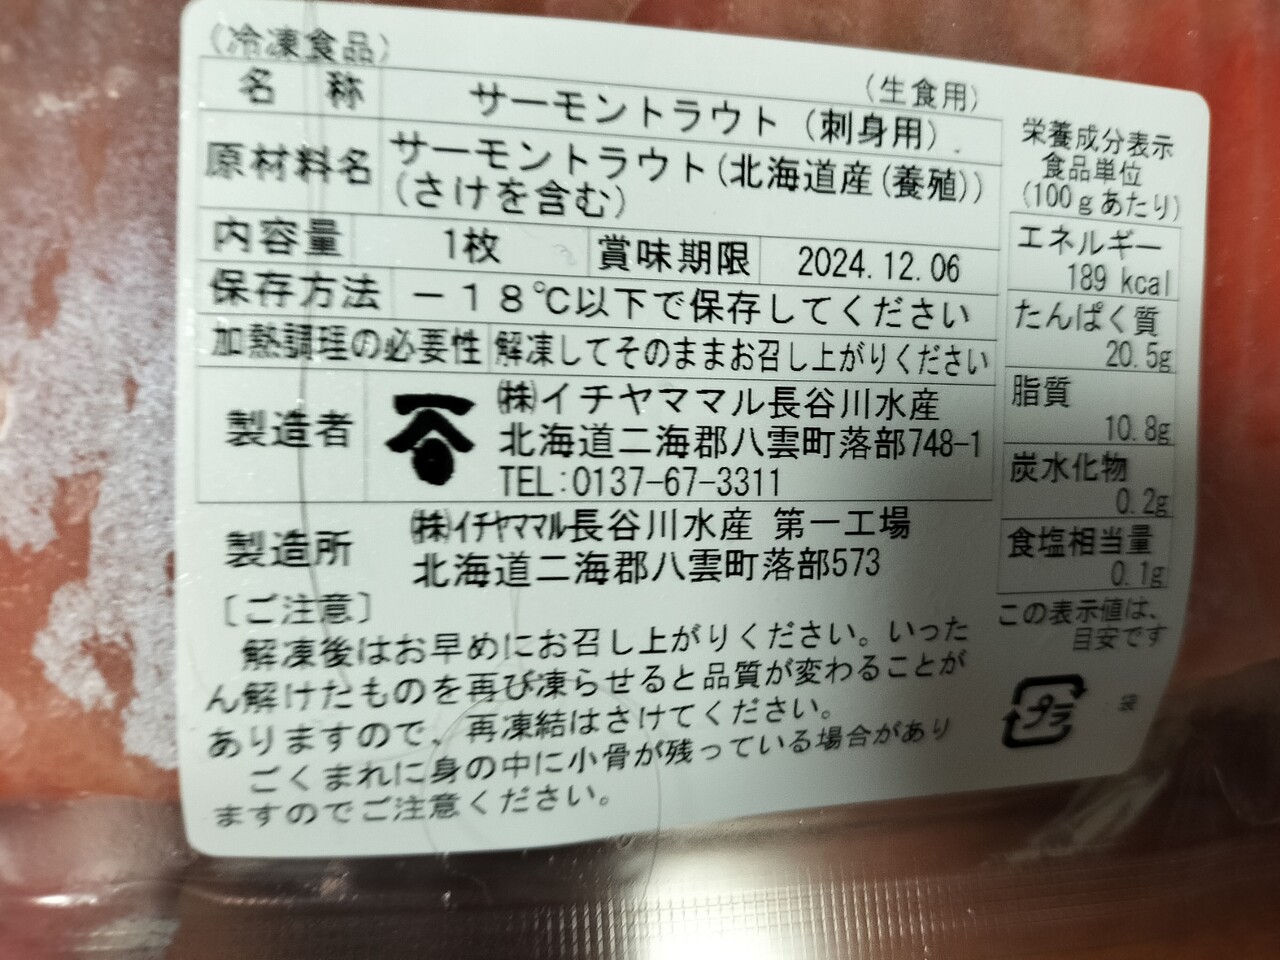 (冷凍食品)
(生食用)
名 称 サーモントラウト(刺身用)
原材料名 サーモントラウト(北海道産(養殖))
(さけを含む)
内容量 1枚 賞味期限 2024.12.06
保存方法 -18℃以下で保存してください
加熱調理の必要性 解凍してそのままお召し上がりください
製造者 ㈱イチヤママル長谷川水産
北海道二海郡八雲町落部748-1
TEL:0137-67-3311
製造所 ㈱イチヤママル長谷川水産 第一工場
北海道二海郡八雲町落部573
〔ご注意〕
解凍後はお早めにお召し上がりください。いった
ん解けたものを再び凍らせると品質が変わることが
ありますので、再凍結はさけてください。
ごくまれに身の中に小骨が残っている場合があり
ますのでご注意ください。
栄養成分表示
食品単位
(100gあたり)
エネルギー
189 kcal
たんぱく質
20.5g
脂質
10.8g
炭水化物
0.2g
食塩相当量
0.1g
この表示値は、
目安です
プラ 袋